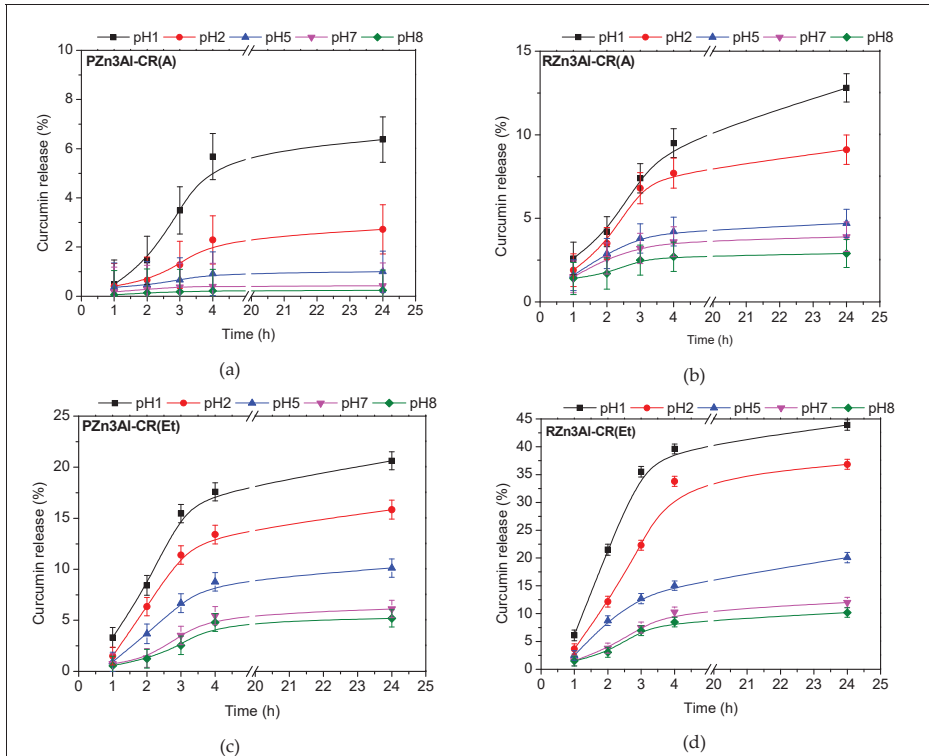 pH1 pH2 pH5 pH7 pH8
PZn3Al-CR(A)
Curcumin release (%)
10
8
6
4
2
0
0 1 2 3 4 20 21 22 23 24 25
Time (h)
(a)
pH1 pH2 pH5 pH7 pH8
RZn3Al-CR(A)
Curcumin release (%)
15
10
5
0
0 1 2 3 4 20 21 22 23 24 25
Time (h)
(b)
pH1 pH2 pH5 pH7 pH8
PZn3Al-CR(Et)
Curcumin release (%)
25
20
15
10
5
0
0 1 2 3 4 20 21 22 23 24 25
Time (h)
(c)
pH1 pH2 pH5 pH7 pH8
RZn3Al-CR(Et)
Curcumin release (%)
45
40
35
30
25
20
15
10
5
0
0 1 2 3 4 20 21 22 23 24 25
Time (h)
(d)